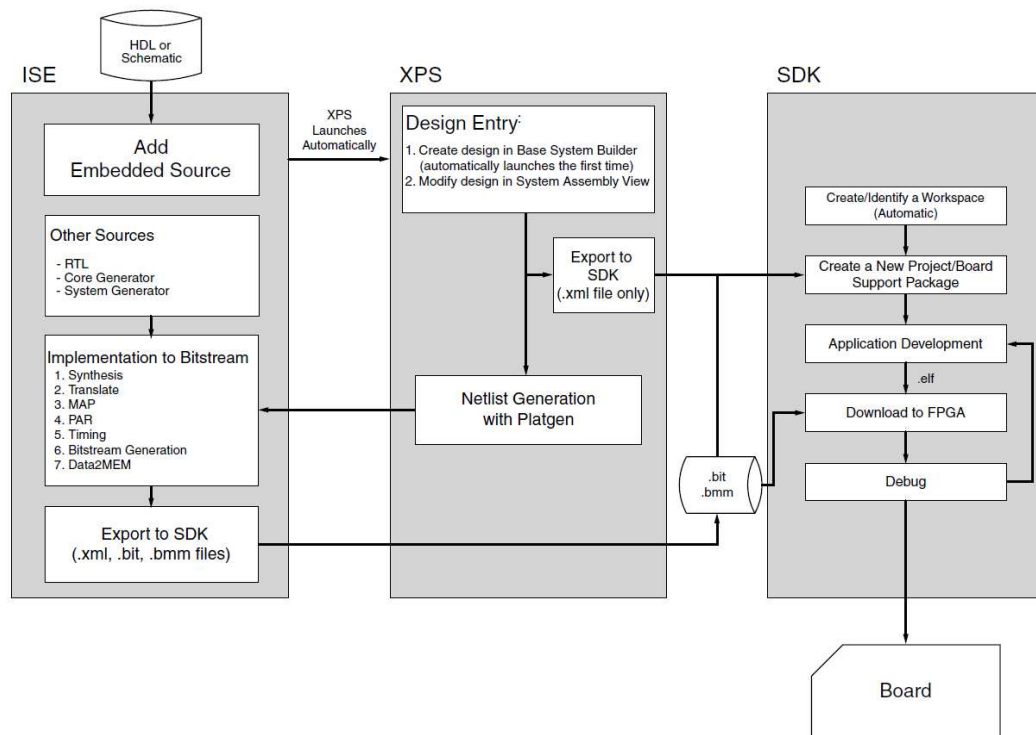 HDL or
Schematic
ISE
Add
Embedded Source
Other Sources
- RTL
- Core Generator
- System Generator
Implementation to Bitstream
1. Synthesis
2. Translate
3. MAP
4. PAR
5. Timing
6. Bitstream Generation
7. Data2MEM
Export to SDK
(.xml, .bit, .bmm files)
XPS
Launches
Automatically
XPS
Design Entry:
1. Create design in Base System Builder
(automatically launches the first time)
2. Modify design in System Assembly View
Export to
SDK
(.xml file only)
Netlist Generation
with Platgen
.bit
.bmm
SDK
Create/Identify a Workspace
(Automatic)
Create a New Project/Board
Support Package
Application Development
.elf
Download to FPGA
Debug
Board